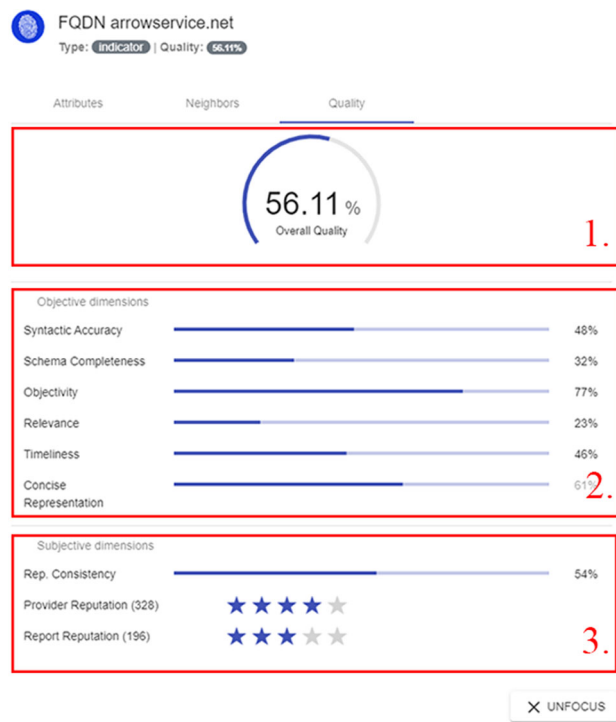 FQDN arrowservice.net
Type: indicator | Quality: 56.11%
Attributes Neighbors Quality
56.11 %
Overall Quality
1.
Objective dimensions
Syntactic Accuracy 48%
Schema Completeness 32%
Objectivity 77%
Relevance 23%
Timeliness 46%
Concise
Representation 61%
2.
Subjective dimensions
Rep. Consistency 54%
Provider Reputation (328)
Report Reputation (196)
3.
X UNFOCUS